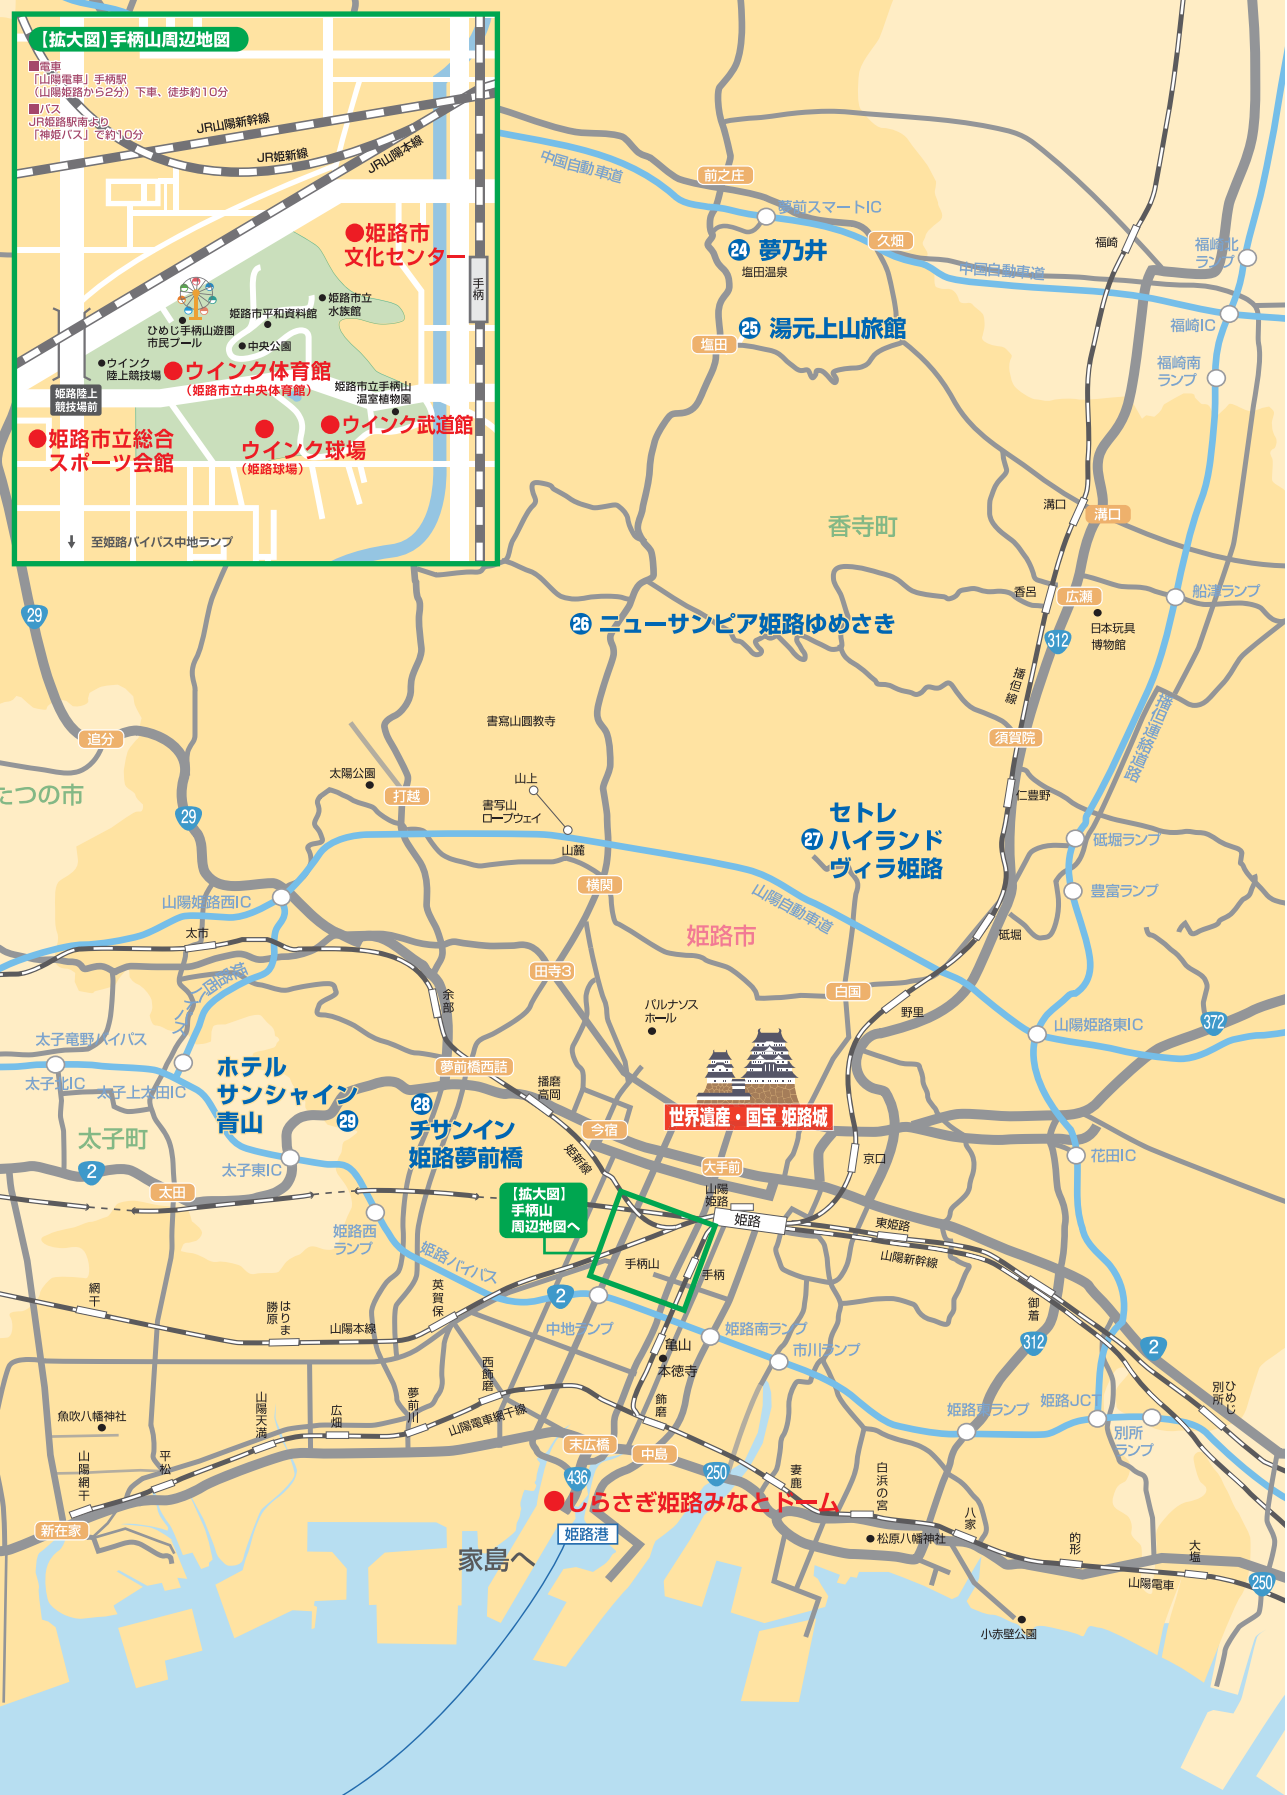 【拡大図】手柄山周辺地図
■電車
「山陽電車」手柄駅
(山陽姫路から2分)下車、徒歩約10分
■バス
JR姫路駅南より
「神姫バス」で約10分
JR山陽新幹線
JR姫新線
JR山陽本線
●姫路市
文化センター
手柄
●姫路市立
水族館
姫路市平和資料館
ひめじ手柄山遊園
市民プール
●中央公園
●ウインク
陸上競技場
●ウインク体育館
(姫路市立中央体育館)
姫路市立手柄山
温室植物園
姫路陸上
競技場前
●ウインク武道館
●姫路市立総合
スポーツ会館
ウインク球場
(姫路球場)
↓ 至姫路バイパス中地ランプ
中国自動車道
前之庄
夢前スマートIC
24 夢乃井
塩田温泉
久畑
中国自動車道
福崎
福崎北
ランプ
25 湯元上山旅館
塩田
福崎IC
福崎南
ランプ
溝口
溝口
香寺町
香呂
広瀬
船津ランプ
29
26 ニューサンピア姫路ゆめさき
日本玩具
博物館
312
播但線
播但連絡道路
書寫山圓教寺
追分
須賀院
太陽公園
山上
打越
たつの市
書写山
ロープウェイ
仁豊野
29
山麓
27
セトレ
ハイランド
ヴィラ姫路
砥堀ランプ
横関
豊富ランプ
山陽姫路西IC
山陽自動車道
太市
姫路市
砥堀
田寺3
白国
余部
バルナソス
ホール
野里
372
山陽姫路東IC
太子竜野バイパス
姫路西バイパス
太子北IC
太子上太田IC
ホテル
サンシャイン
青山
29
夢前橋西詰
播磨
高岡
28
チサンイン
姫路夢前橋
世界遺産・国宝 姫路城
今宿
太子町
姫新線
大手前
京口
花田IC
2
太子東IC
太田
【拡大図】
手柄山
周辺地図へ
山陽
姫路
姫路
東姫路
姫路西
ランプ
姫路バイパス
手柄山
手柄
山陽新幹線
網干
はりま
勝原
英賀保
2
御着
山陽本線
中地ランプ
姫路南ランプ
亀山
本徳寺
市川ランプ
312
2
西飾磨
夢前川
山陽天満
広畑
飾磨
姫路JCT
姫路東ランプ
ひめじ
別所
魚吹八幡神社
山陽電車網干線
別所
ランプ
末広橋
中島
山陽網干
平松
436
250
妻鹿
白浜の宮
●しらさぎ姫路みなとドーム
八家
新在家
姫路港
●松原八幡神社
的形
大塩
家島へ
山陽電車
250
小赤壁公園